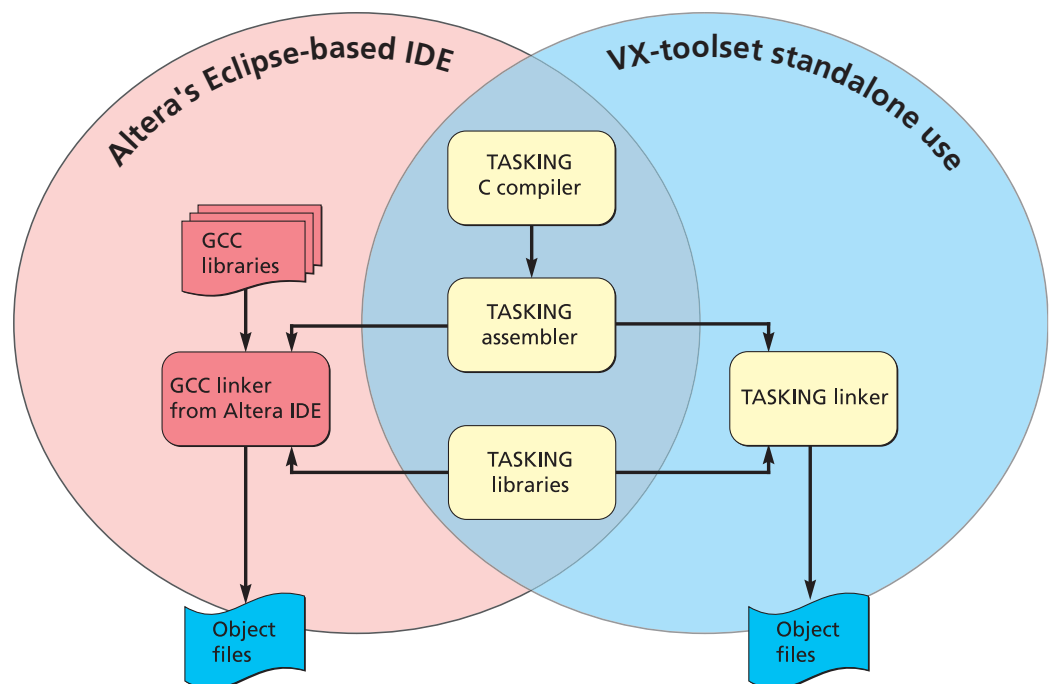 Altera's Eclipse-based IDE
VX-toolset standalone use
TASKING
C compiler
GCC
libraries
TASKING
assembler
GCC linker
from Altera IDE
TASKING linker
TASKING
libraries
Object
files
Object
files